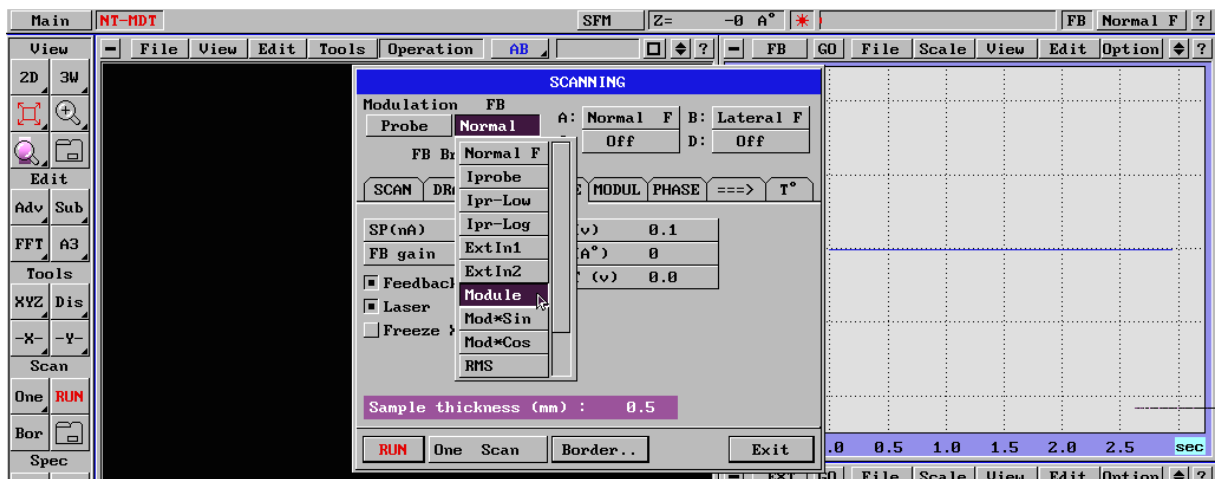 Main NT-MDT SFM Z= -0 A° FB Normal F ?
View - File View Edit Tools Operation AB ? - FB GO File Scale View Edit Option ?
2D 3W
Edit
Adv Sub
FFT A3
Tools
XYZ Dis
-X- -Y-
Scan
One RUN
Bor
Spec
SCANNING
Modulation FB
Probe Normal A: Normal F B: Lateral F
Off D: Off
FB Br
Normal F
Iprobe
Ipr-Low
Ipr-Log
ExtIn1
ExtIn2
Module
Mod*Sin
Mod*Cos
RMS
SCAN MODUL PHASE ===> T°
SP(nA) (v) 0.1
FB gain (A°) 0
Feedback (v) 0.0
Laser
Freeze
Sample thickness (mm) : 0.5
RUN One Scan Border.. Exit
.0 0.5 1.0 1.5 2.0 2.5 sec
EXT GO File Scale View Edit Option ?